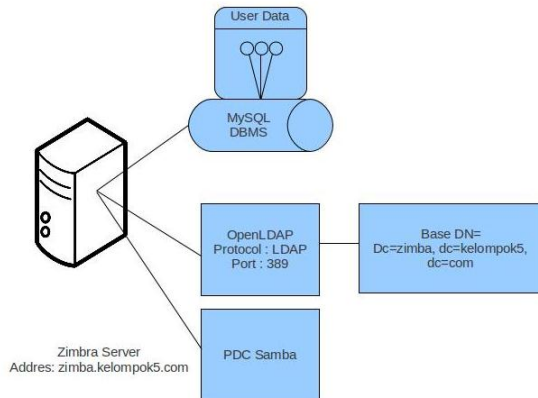 User Data
MySQL
DBMS
OpenLDAP
Protocol : LDAP
Port : 389
Base DN=
Dc=zimba, dc=kelompok5,
dc=com
PDC Samba
Zimbra Server
Addres: zimba.kelompok5.com